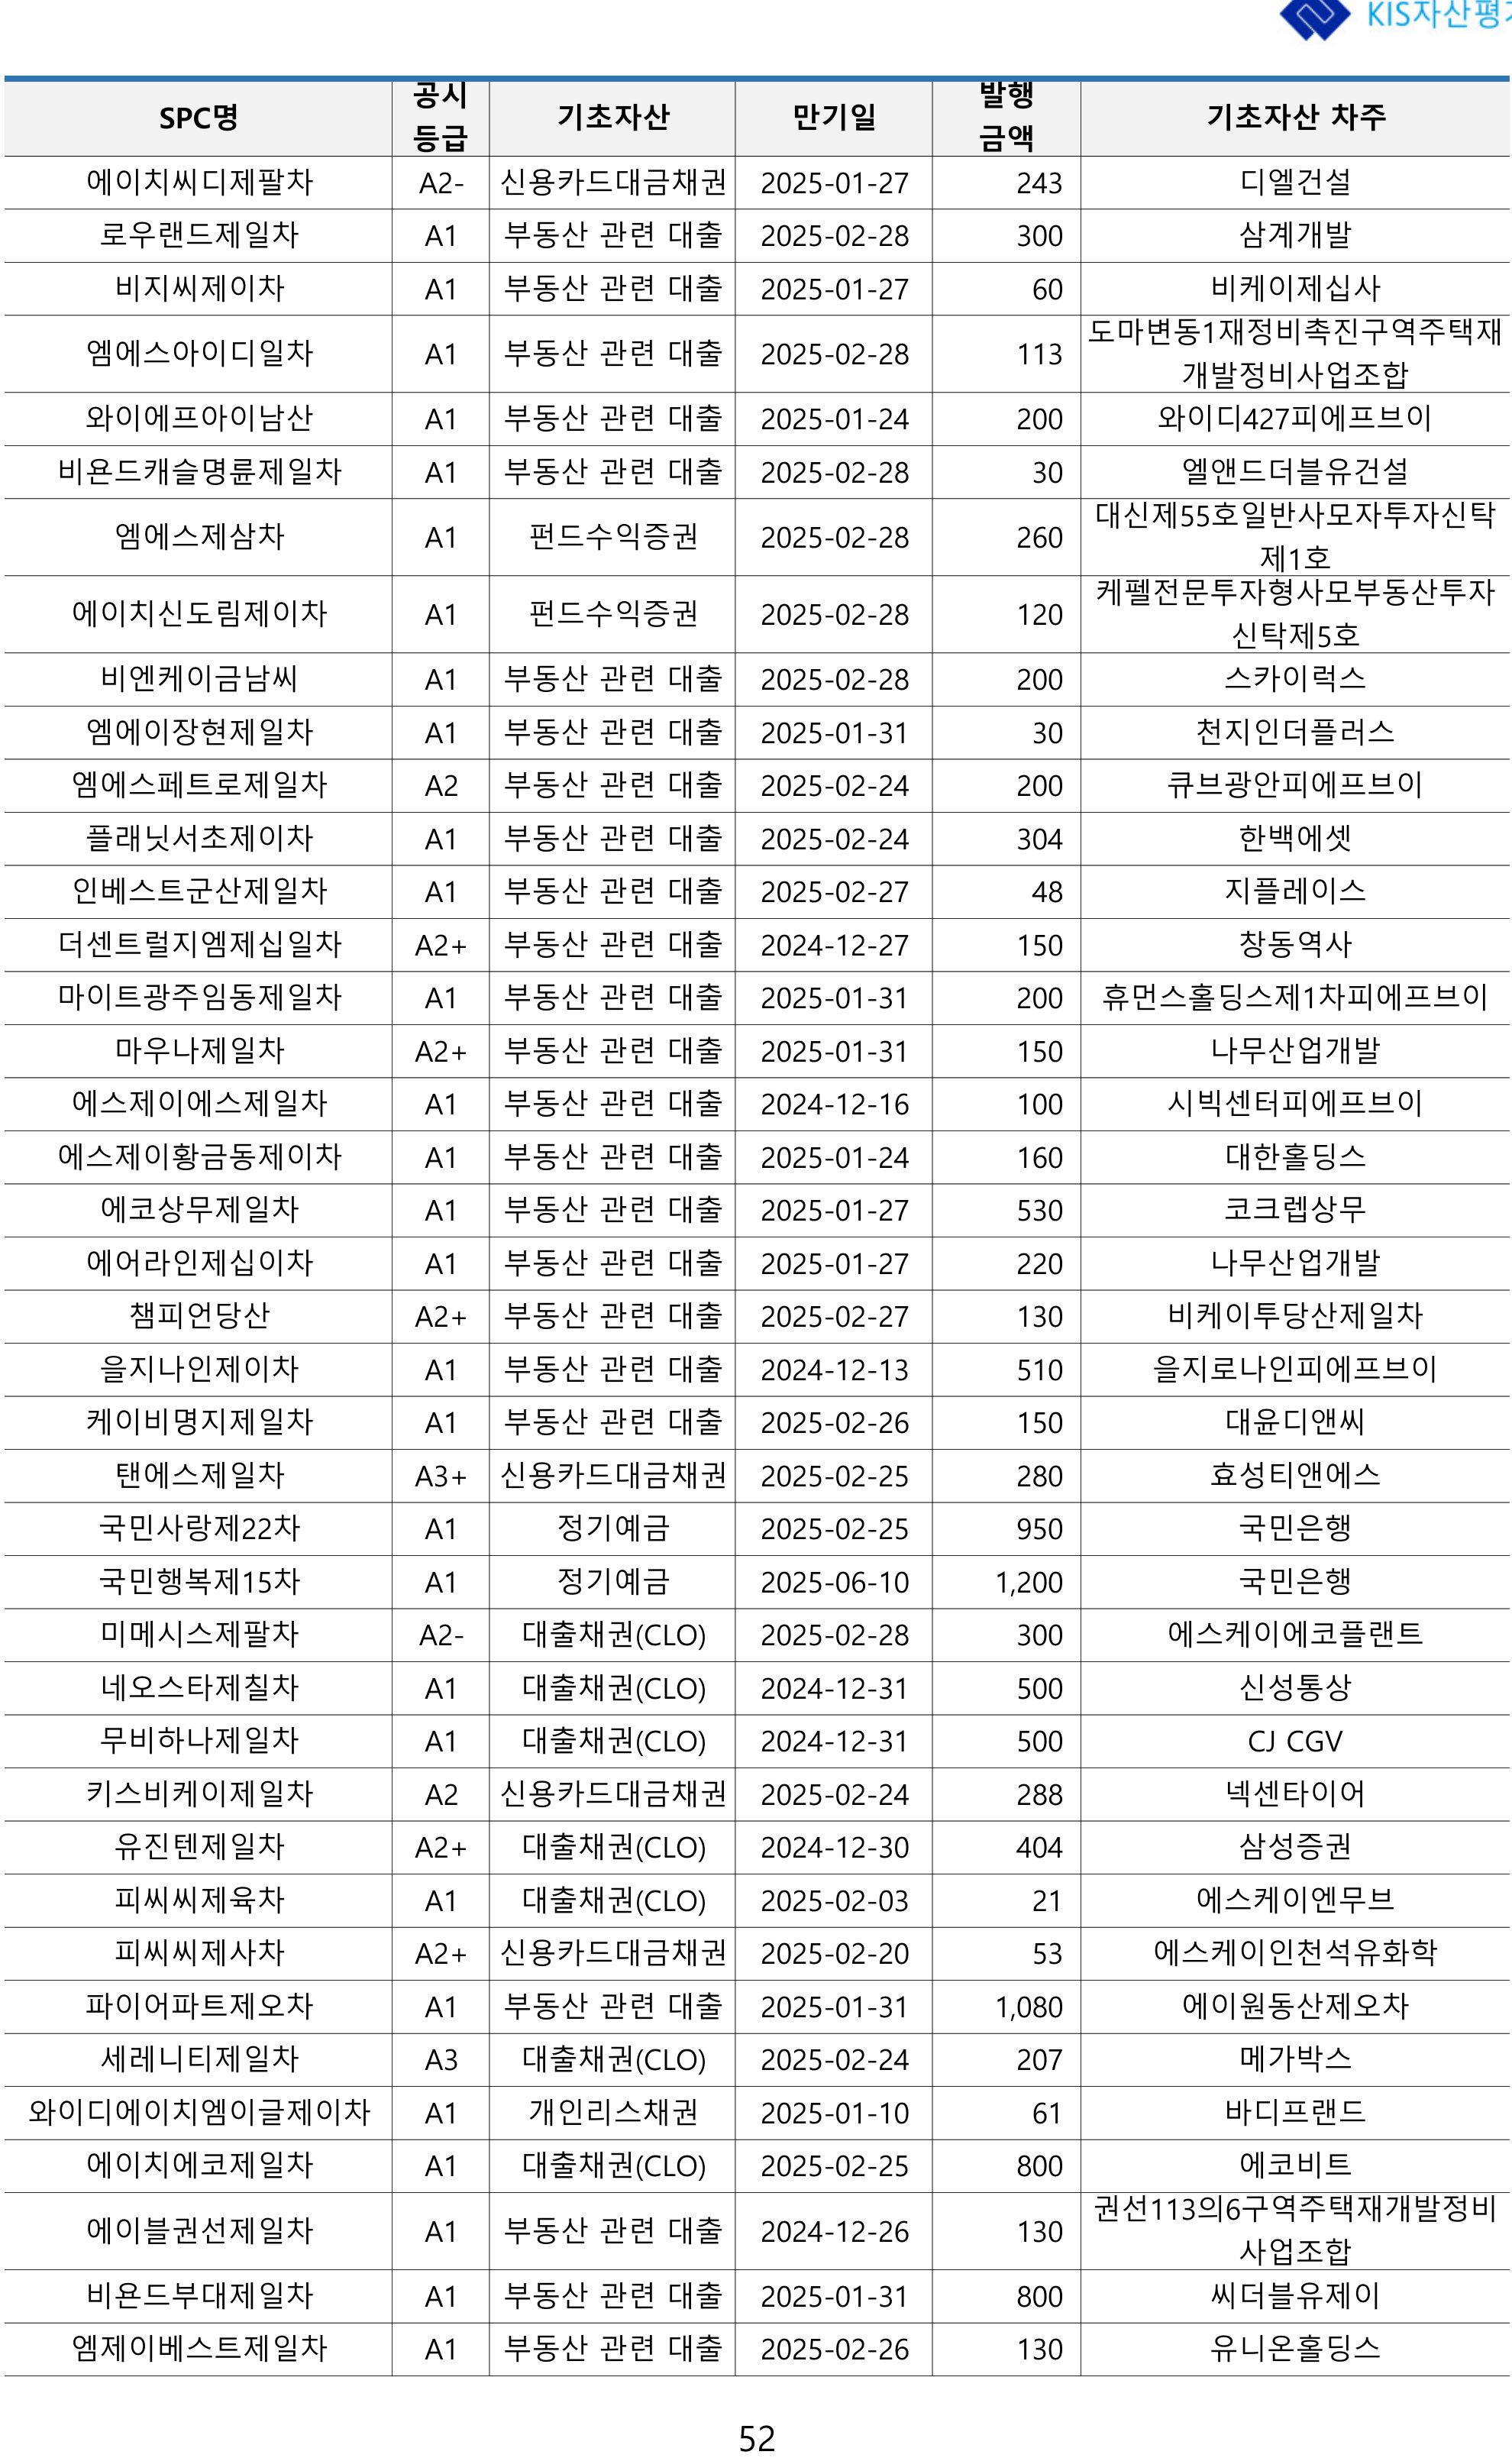 KIS자산평가
SPC명 공시등급 기초자산 만기일 발행금액 기초자산 차주
에이치씨디제팔차 A2- 신용카드대금채권 2025-01-27 243 디엘건설
로우랜드제일차 A1 부동산 관련 대출 2025-02-28 300 삼계개발
비지씨제이차 A1 부동산 관련 대출 2025-01-27 60 비케이제십사
엠에스아이디일차 A1 부동산 관련 대출 2025-02-28 113 도마변동1재정비촉진구역주택재
개발정비사업조합
와이에프아이남산 A1 부동산 관련 대출 2025-01-24 200 와이디427피에프브이
비욘드캐슬명륜제일차 A1 부동산 관련 대출 2025-02-28 30 엘앤드더블유건설
엠에스제삼차 A1 펀드수익증권 2025-02-28 260 대신제55호일반사모자투자신탁
제1호
에이치신도림제이차 A1 펀드수익증권 2025-02-28 120 케펠전문투자형사모부동산투자
신탁제5호
비엔케이금남씨 A1 부동산 관련 대출 2025-02-28 200 스카이럭스
엠에이장현제일차 A1 부동산 관련 대출 2025-01-31 30 천지인더플러스
엠에스페트로제일차 A2 부동산 관련 대출 2025-02-24 200 큐브광안피에프브이
플래닛서초제이차 A1 부동산 관련 대출 2025-02-24 304 한백에셋
인베스트군산제일차 A1 부동산 관련 대출 2025-02-27 48 지플레이스
더센트럴지엠제십일차 A2+ 부동산 관련 대출 2024-12-27 150 창동역사
마이트광주임동제일차 A1 부동산 관련 대출 2025-01-31 200 휴먼스홀딩스제1차피에프브이
마우나제일차 A2+ 부동산 관련 대출 2025-01-31 150 나무산업개발
에스제이에스제일차 A1 부동산 관련 대출 2024-12-16 100 시빅센터피에프브이
에스제이황금동제이차 A1 부동산 관련 대출 2025-01-24 160 대한홀딩스
에코상무제일차 A1 부동산 관련 대출 2025-01-27 530 코크렙상무
에어라인제십이차 A1 부동산 관련 대출 2025-01-27 220 나무산업개발
챔피언당산 A2+ 부동산 관련 대출 2025-02-27 130 비케이투당산제일차
을지나인제이차 A1 부동산 관련 대출 2024-12-13 510 을지로나인피에프브이
케이비명지제일차 A1 부동산 관련 대출 2025-02-26 150 대윤디앤씨
탠에스제일차 A3+ 신용카드대금채권 2025-02-25 280 효성티앤에스
국민사랑제22차 A1 정기예금 2025-02-25 950 국민은행
국민행복제15차 A1 정기예금 2025-06-10 1,200 국민은행
미메시스제팔차 A2- 대출채권(CLO) 2025-02-28 300 에스케이에코플랜트
네오스타제칠차 A1 대출채권(CLO) 2024-12-31 500 신성통상
무비하나제일차 A1 대출채권(CLO) 2024-12-31 500 CJ CGV
키스비케이제일차 A2 신용카드대금채권 2025-02-24 288 넥센타이어
유진텐제일차 A2+ 대출채권(CLO) 2024-12-30 404 삼성증권
피씨씨제육차 A1 대출채권(CLO) 2025-02-03 21 에스케이엔무브
피씨씨제사차 A2+ 신용카드대금채권 2025-02-20 53 에스케이인천석유화학
파이어파트제오차 A1 부동산 관련 대출 2025-01-31 1,080 에이원동산제오차
세레니티제일차 A3 대출채권(CLO) 2025-02-24 207 메가박스
와이디에이치엠이글제이차 A1 개인리스채권 2025-01-10 61 바디프랜드
에이치에코제일차 A1 대출채권(CLO) 2025-02-25 800 에코비트
에이블권선제일차 A1 부동산 관련 대출 2024-12-26 130 권선113의6구역주택재개발정비
사업조합
비욘드부대제일차 A1 부동산 관련 대출 2025-01-31 800 씨더블유제이
엠제이베스트제일차 A1 부동산 관련 대출 2025-02-26 130 유니온홀딩스
52